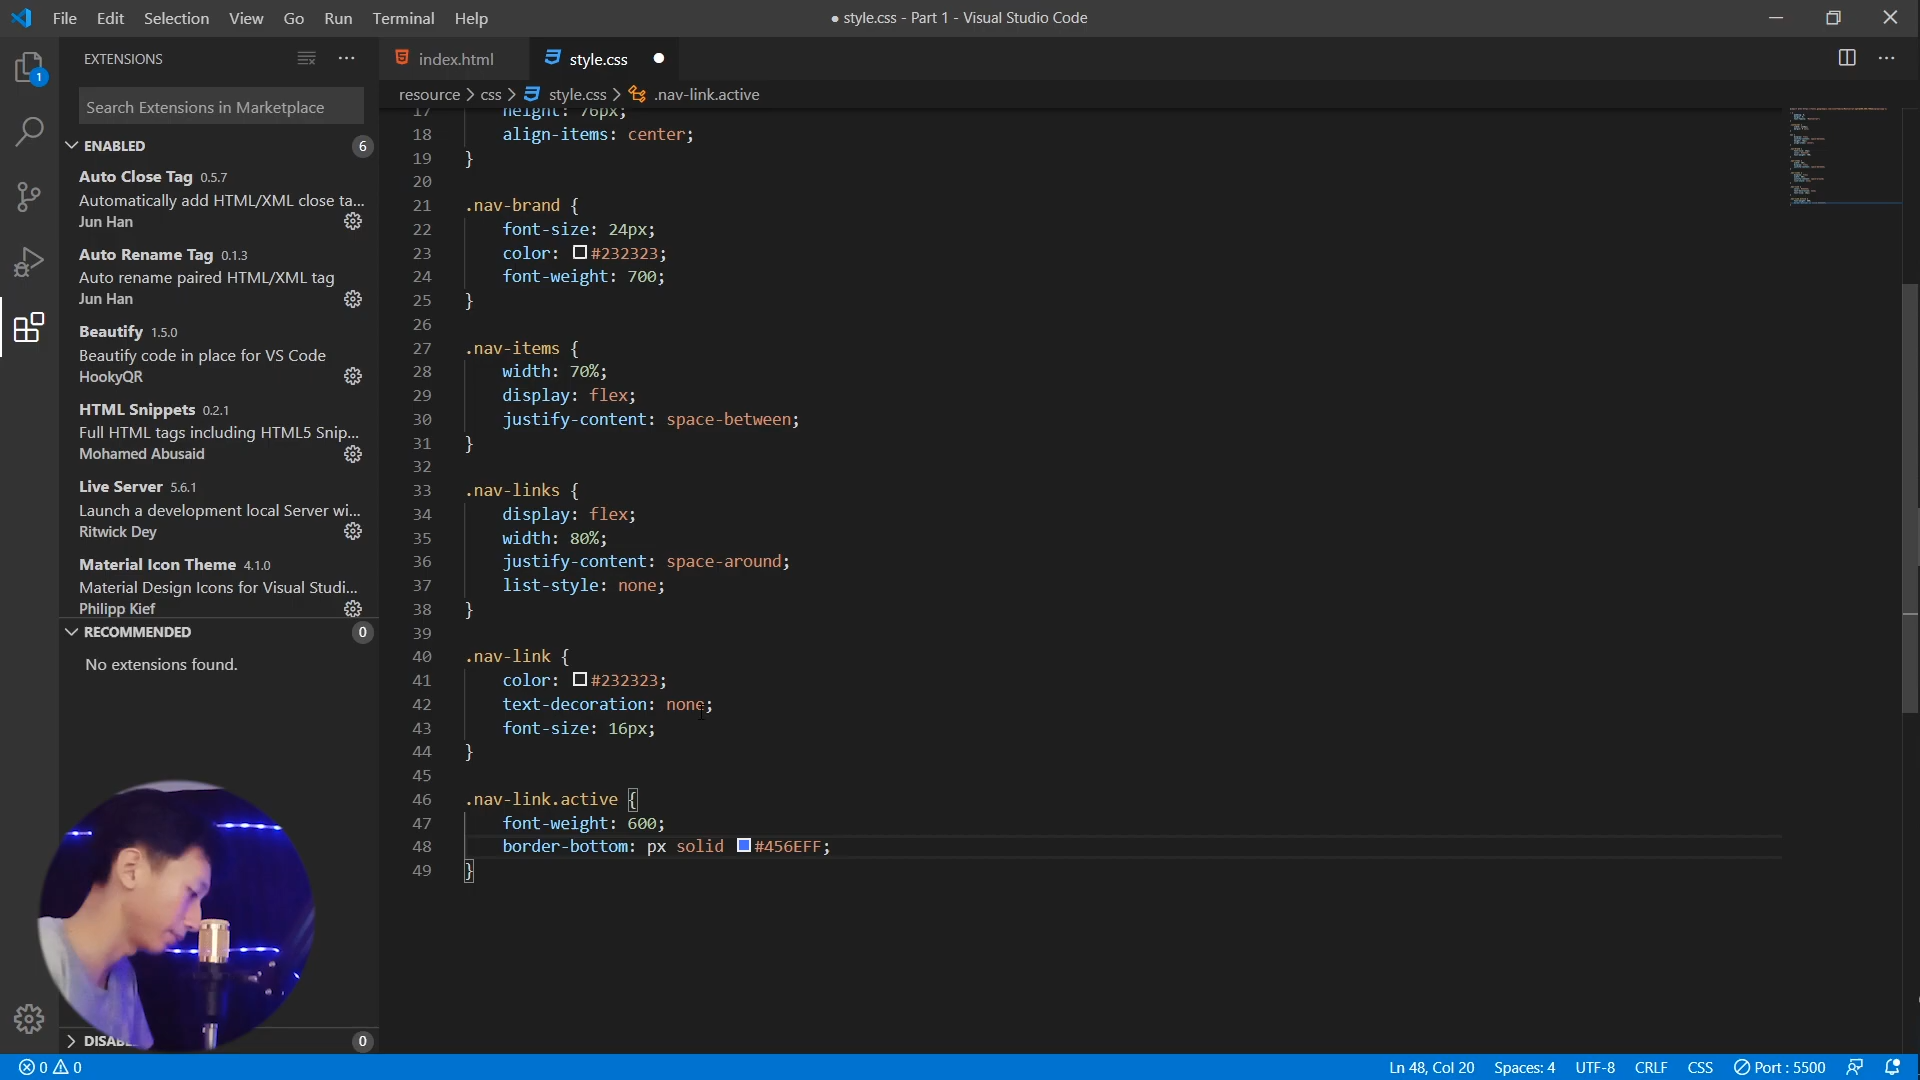 File Edit Selection View Go Run Terminal Help
● style.css - Part 1 - Visual Studio Code
EXTENSIONS
Search Extensions in Marketplace
ENABLED 6
Auto Close Tag 0.5.7
Automatically add HTML/XML close ta...
Jun Han
Auto Rename Tag 0.1.3
Auto rename paired HTML/XML tag
Jun Han
Beautify 1.5.0
Beautify code in place for VS Code
HookyQR
HTML Snippets 0.2.1
Full HTML tags including HTML5 Snip...
Mohamed Abusaid
Live Server 5.6.1
Launch a development local Server wi...
Ritwick Dey
Material Icon Theme 4.1.0
Material Design Icons for Visual Studi...
Philipp Kief
RECOMMENDED 0
No extensions found.
DISAB 0
1
index.html style.css
resource > css > style.css > .nav-link.active
17 height: 76px;
18 align-items: center;
19 }
20
21 .nav-brand {
22 font-size: 24px;
23 color: #232323;
24 font-weight: 700;
25 }
26
27 .nav-items {
28 width: 70%;
29 display: flex;
30 justify-content: space-between;
31 }
32
33 .nav-links {
34 display: flex;
35 width: 80%;
36 justify-content: space-around;
37 list-style: none;
38 }
39
40 .nav-link {
41 color: #232323;
42 text-decoration: none;
43 font-size: 16px;
44 }
45
46 .nav-link.active {
47 font-weight: 600;
48 border-bottom: px solid #456EFF;
49 }
0 0 Ln 48, Col 20 Spaces: 4 UTF-8 CRLF CSS Port : 5500